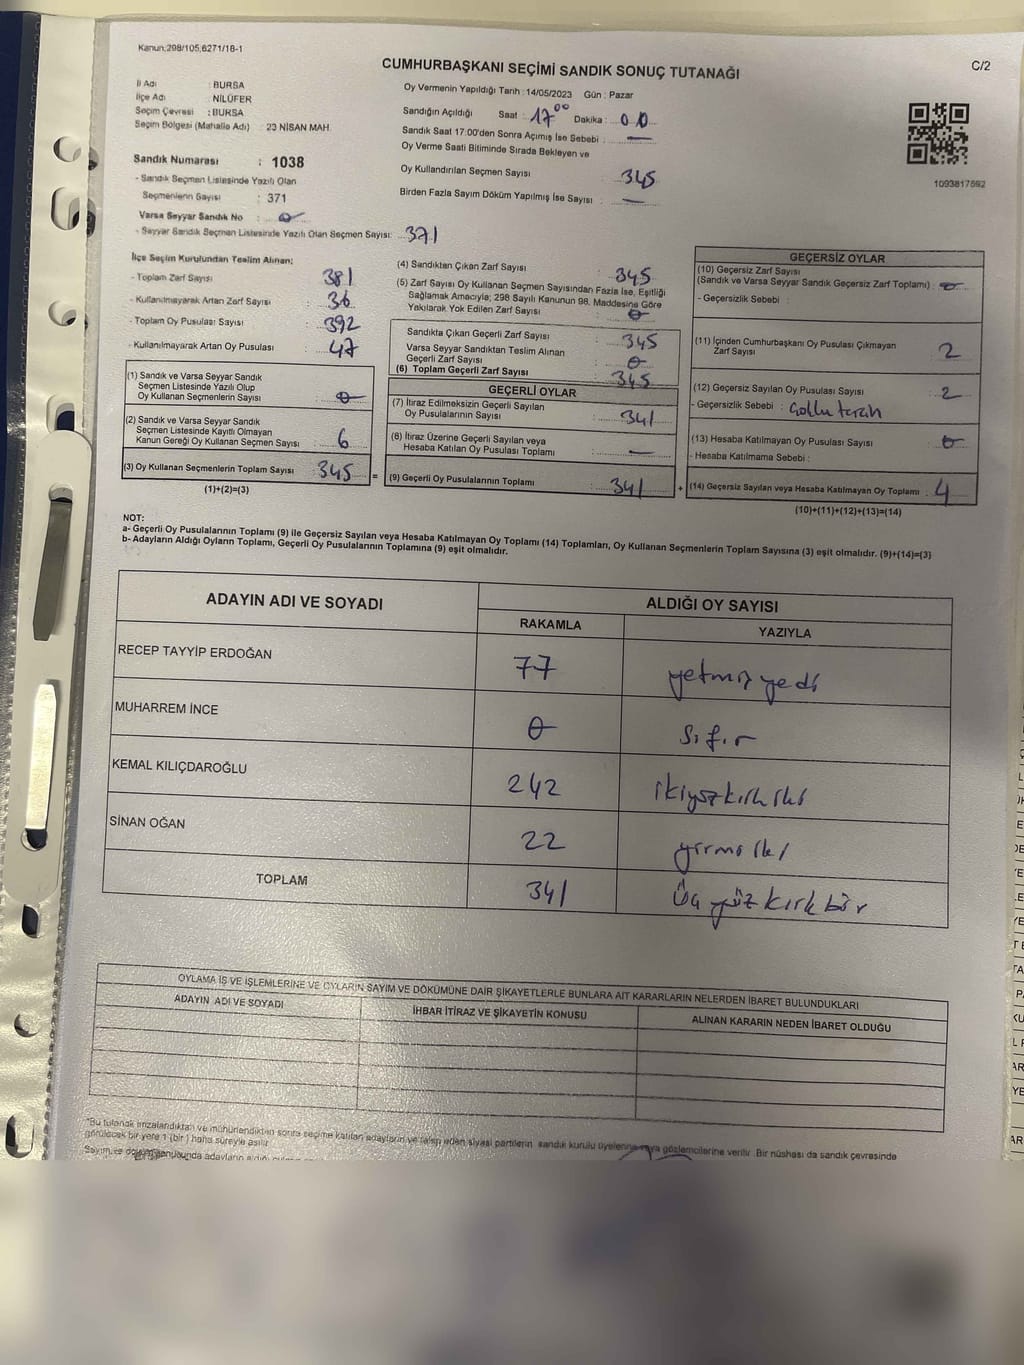 Kanun:298/105,6271/18-1
C/2
CUMHURBAŞKANI SEÇİMİ SANDIK SONUÇ TUTANAĞI
İl Adı : BURSA
İlçe Adı : NİLÜFER
Seçim Çevresi : BURSA
Seçim Bölgesi (Mahalle Adı) : 23 NİSAN MAH.
Sandık Numarası : 1038
- Sandık Seçmen Listesinde Yazılı Olan
Seçmenlerin Sayısı : 371
Varsa Seyyar Sandık No : 0
- Seyyar Sandık Seçmen Listesinde Yazılı Olan Seçmen Sayısı: 371
Oy Vermenin Yapıldığı Tarih : 14/05/2023 Gün : Pazar
Sandığın Açıldığı Saat : 17 00 Dakika : 00
Sandık Saat 17:00'den Sonra Açımış İse Sebebi : —
Oy Verme Saati Bitiminde Sırada Bekleyen ve
Oy Kullandırılan Seçmen Sayısı : 345
Birden Fazla Sayım Döküm Yapılmış İse Sayısı : —
1093817692
İlçe Seçim Kurulundan Teslim Alınan:
- Toplam Zarf Sayısı : 381
- Kullanılmayarak Artan Zarf Sayısı : 36
- Toplam Oy Pusulası Sayısı : 392
- Kullanılmayarak Artan Oy Pusulası : 47
(1) Sandık ve Varsa Seyyar Sandık
Seçmen Listesinde Yazılı Olup
Oy Kullanan Seçmenlerin Sayısı : 0
(2) Sandık ve Varsa Seyyar Sandık
Seçmen Listesinde Kayıtlı Olmayan
Kanun Gereği Oy Kullanan Seçmen Sayısı : 6
(3) Oy Kullanan Seçmenlerin Toplam Sayısı : 345 =
(1)+(2)=(3)
(4) Sandıktan Çıkan Zarf Sayısı : 345
(5) Zarf Sayısı Oy Kullanan Seçmen Sayısından Fazla İse, Eşitliği
Sağlamak Amacıyla; 298 Sayılı Kanunun 98. Maddesine Göre
Yakılarak Yok Edilen Zarf Sayısı : 0
Sandıkta Çıkan Geçerli Zarf Sayısı : 345
Varsa Seyyar Sandıktan Teslim Alınan
Geçerli Zarf Sayısı : 0
(6) Toplam Geçerli Zarf Sayısı : 345
GEÇERLİ OYLAR
(7) İtiraz Edilmeksizin Geçerli Sayılan
Oy Pusulalarının Sayısı : 341
(8) İtiraz Üzerine Geçerli Sayılan veya
Hesaba Katılan Oy Pusulası Toplamı : —
(9) Geçerli Oy Pusulalarının Toplamı : 341 +
GEÇERSİZ OYLAR
(10) Geçersiz Zarf Sayısı
(Sandık ve Varsa Seyyar Sandık Geçersiz Zarf Toplamı) : 0
- Geçersizlik Sebebi :
(11) İçinden Cumhurbaşkanı Oy Pusulası Çıkmayan
Zarf Sayısı : 2
(12) Geçersiz Sayılan Oy Pusulası Sayısı : 2
- Geçersizlik Sebebi :
(13) Hesaba Katılmayan Oy Pusulası Sayısı : 0
- Hesaba Katılmama Sebebi :
(14) Geçersiz Sayılan veya Hesaba Katılmayan Oy Toplamı : 4
(10)+(11)+(12)+(13)=(14)
NOT:
a- Geçerli Oy Pusulalarının Toplamı (9) ile Geçersiz Sayılan veya Hesaba Katılmayan Oy Toplamı (14) Toplamları, Oy Kullanan Seçmenlerin Toplam Sayısına (3) eşit olmalıdır. (9)+(14)=(3)
b- Adayların Aldığı Oyların Toplamı, Geçerli Oy Pusulalarının Toplamına (9) eşit olmalıdır.
ADAYIN ADI VE SOYADI ALDIĞI OY SAYISI
RAKAMLA YAZIYLA
RECEP TAYYİP ERDOĞAN 77 yetmiş yedi
MUHARREM İNCE 0 Sıfır
KEMAL KILIÇDAROĞLU 242 ikiyüzkırk iki
SİNAN OĞAN 22 yirmi iki
TOPLAM 341 Üç yüz kırk bir
OYLAMA İŞ VE İŞLEMLERİNE VE OYLARIN SAYIM VE DÖKÜMÜNE DAİR ŞİKAYETLERLE BUNLARA AİT KARARLARIN NELERDEN İBARET BULUNDUKLARI
ADAYIN ADI VE SOYADI İHBAR İTİRAZ VE ŞİKAYETİN KONUSU ALINAN KARARIN NEDEN İBARET OLDUĞU
"Bu tutanak imzalandıktan ve mühürlendikten sonra seçime katılan adayların ve talep eden siyasi partilerin sandık kurulu üyelerine veya gözlemcilerine verilir. Bir nüshası da sandık çevresinde
görülecek bir yere 1 (bir) hafta süreyle asılır.